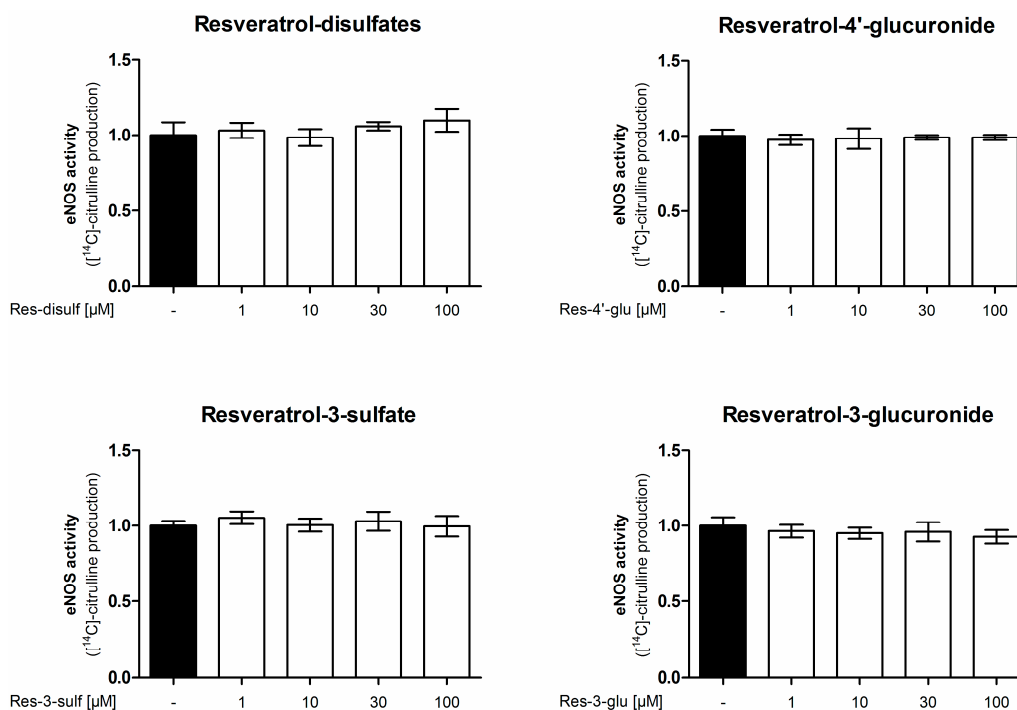 Resveratrol-disulfates
eNOS activity
([¹⁴C]-citrulline production)
1.5
1.0
0.5
0.0
Res-disulf [µM]
- 1 10 30 100
Resveratrol-4'-glucuronide
eNOS activity
([¹⁴C]-citrulline production)
1.5
1.0
0.5
0.0
Res-4'-glu [µM]
- 1 10 30 100
Resveratrol-3-sulfate
eNOS activity
([¹⁴C]-citrulline production)
1.5
1.0
0.5
0.0
Res-3-sulf [µM]
- 1 10 30 100
Resveratrol-3-glucuronide
eNOS activity
([¹⁴C]-citrulline production)
1.5
1.0
0.5
0.0
Res-3-glu [µM]
- 1 10 30 100